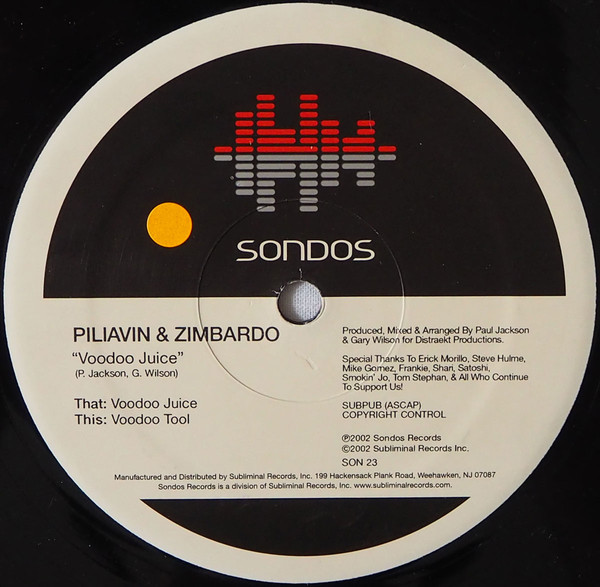 SONDOS
PILIAVIN & ZIMBARDO
“Voodoo Juice”
(P. Jackson, G. Wilson)
That: Voodoo Juice
This: Voodoo Tool
Produced, Mixed & Arranged By Paul Jackson
& Gary Wilson for Distraekt Productions.
Special Thanks To Erick Morillo, Steve Hulme,
Mike Gomez, Frankie, Shari, Satoshi,
Smokin' Jo, Tom Stephan, & All Who Continue
To Support Us!
SUBPUB (ASCAP)
COPYRIGHT CONTROL
℗2002 Sondos Records
©2002 Subliminal Records Inc.
SON 23
Manufactured and Distributed by Subliminal Records, Inc. 199 Hackensack Plank Road, Weehawken, NJ 07087
Sondos Records is a division of Subliminal Records, Inc. www.subliminalrecords.com.